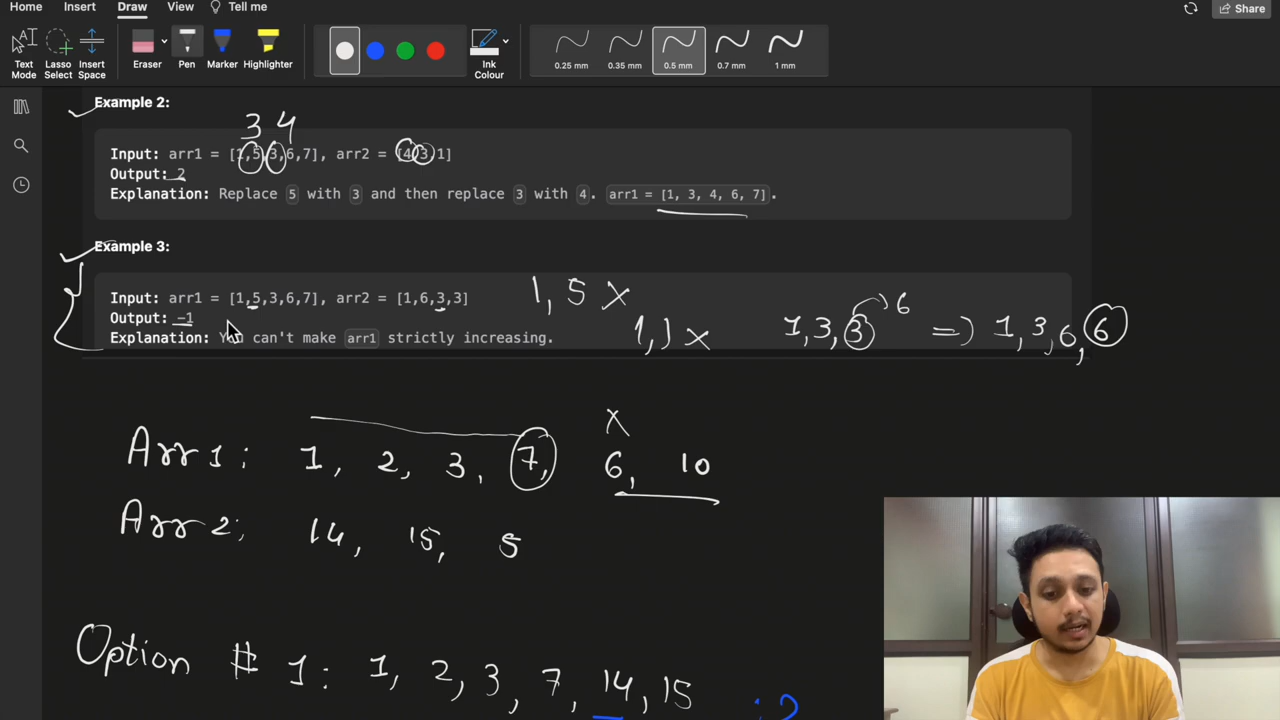 Home Insert Draw View Tell me
Share
Text Mode
Lasso Select
Insert Space
Eraser
Pen
Marker
Highlighter
Ink Colour
0.25 mm
0.35 mm
0.5 mm
0.7 mm
1 mm
Example 2:
3 4
Input: arr1 = [1,5,3,6,7], arr2 = [4,3,1]
Output: 2
Explanation: Replace 5 with 3 and then replace 3 with 4. arr1 = [1, 3, 4, 6, 7].
Example 3:
Input: arr1 = [1,5,3,6,7], arr2 = [1,6,3,3]
Output: -1
Explanation: You can't make arr1 strictly increasing.
1, 5 X
1, 1 X
1, 3, 3 6 => 1, 3, 6, 6
X
Arr 1: 1, 2, 3, 7, 6, 10
Arr 2: 14, 15, 5
Option # 1: 1, 2, 3, 7, 14, 15 :2